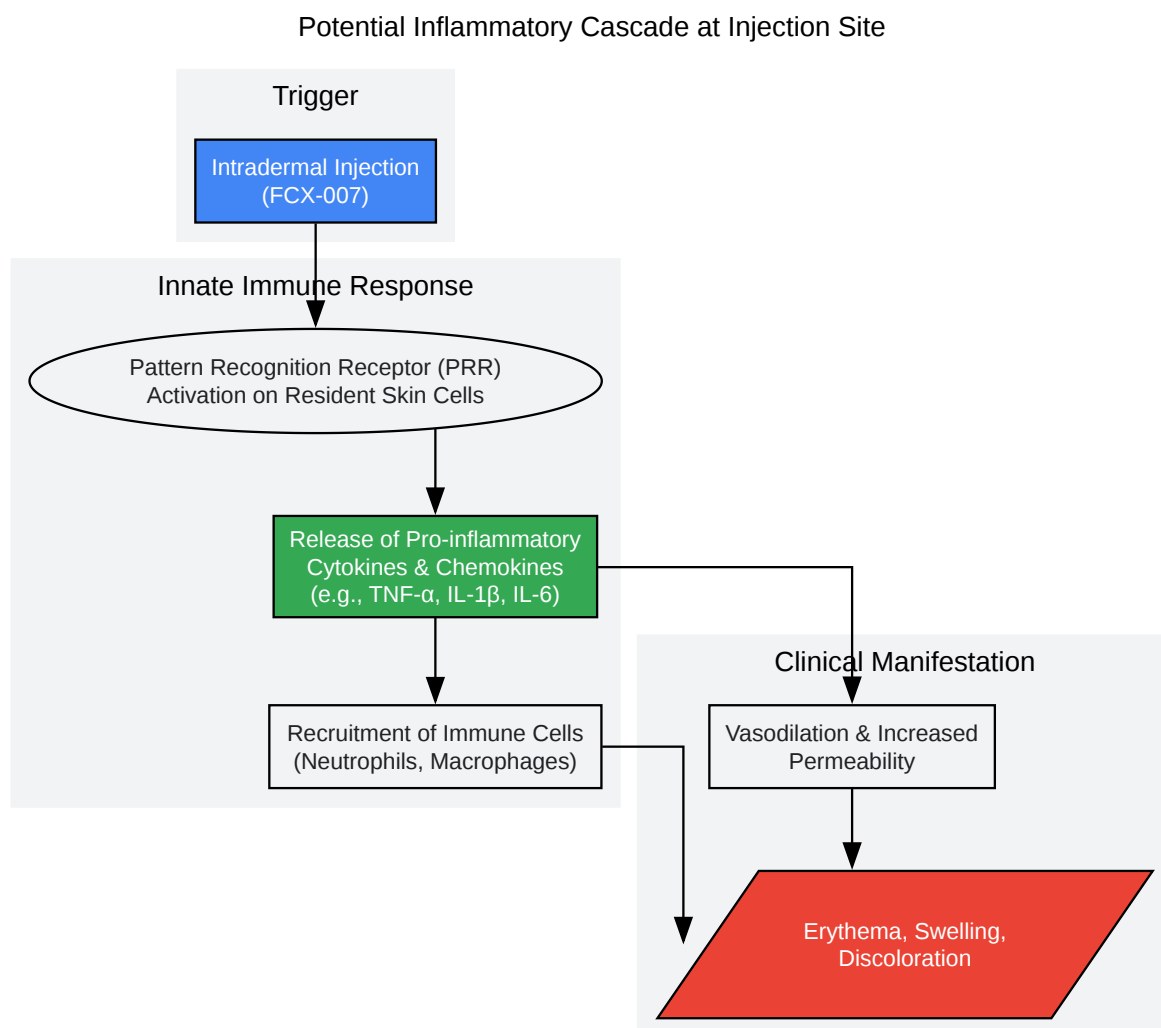 Potential Inflammatory Cascade at Injection Site
Trigger
Intradermal Injection
(FCX-007)
Innate Immune Response
Pattern Recognition Receptor (PRR)
Activation on Resident Skin Cells
Release of Pro-inflammatory
Cytokines & Chemokines
(e.g., TNF-α, IL-1β, IL-6)
Recruitment of Immune Cells
(Neutrophils, Macrophages)
Clinical Manifestation
Vasodilation & Increased
Permeability
Erythema, Swelling,
Discoloration